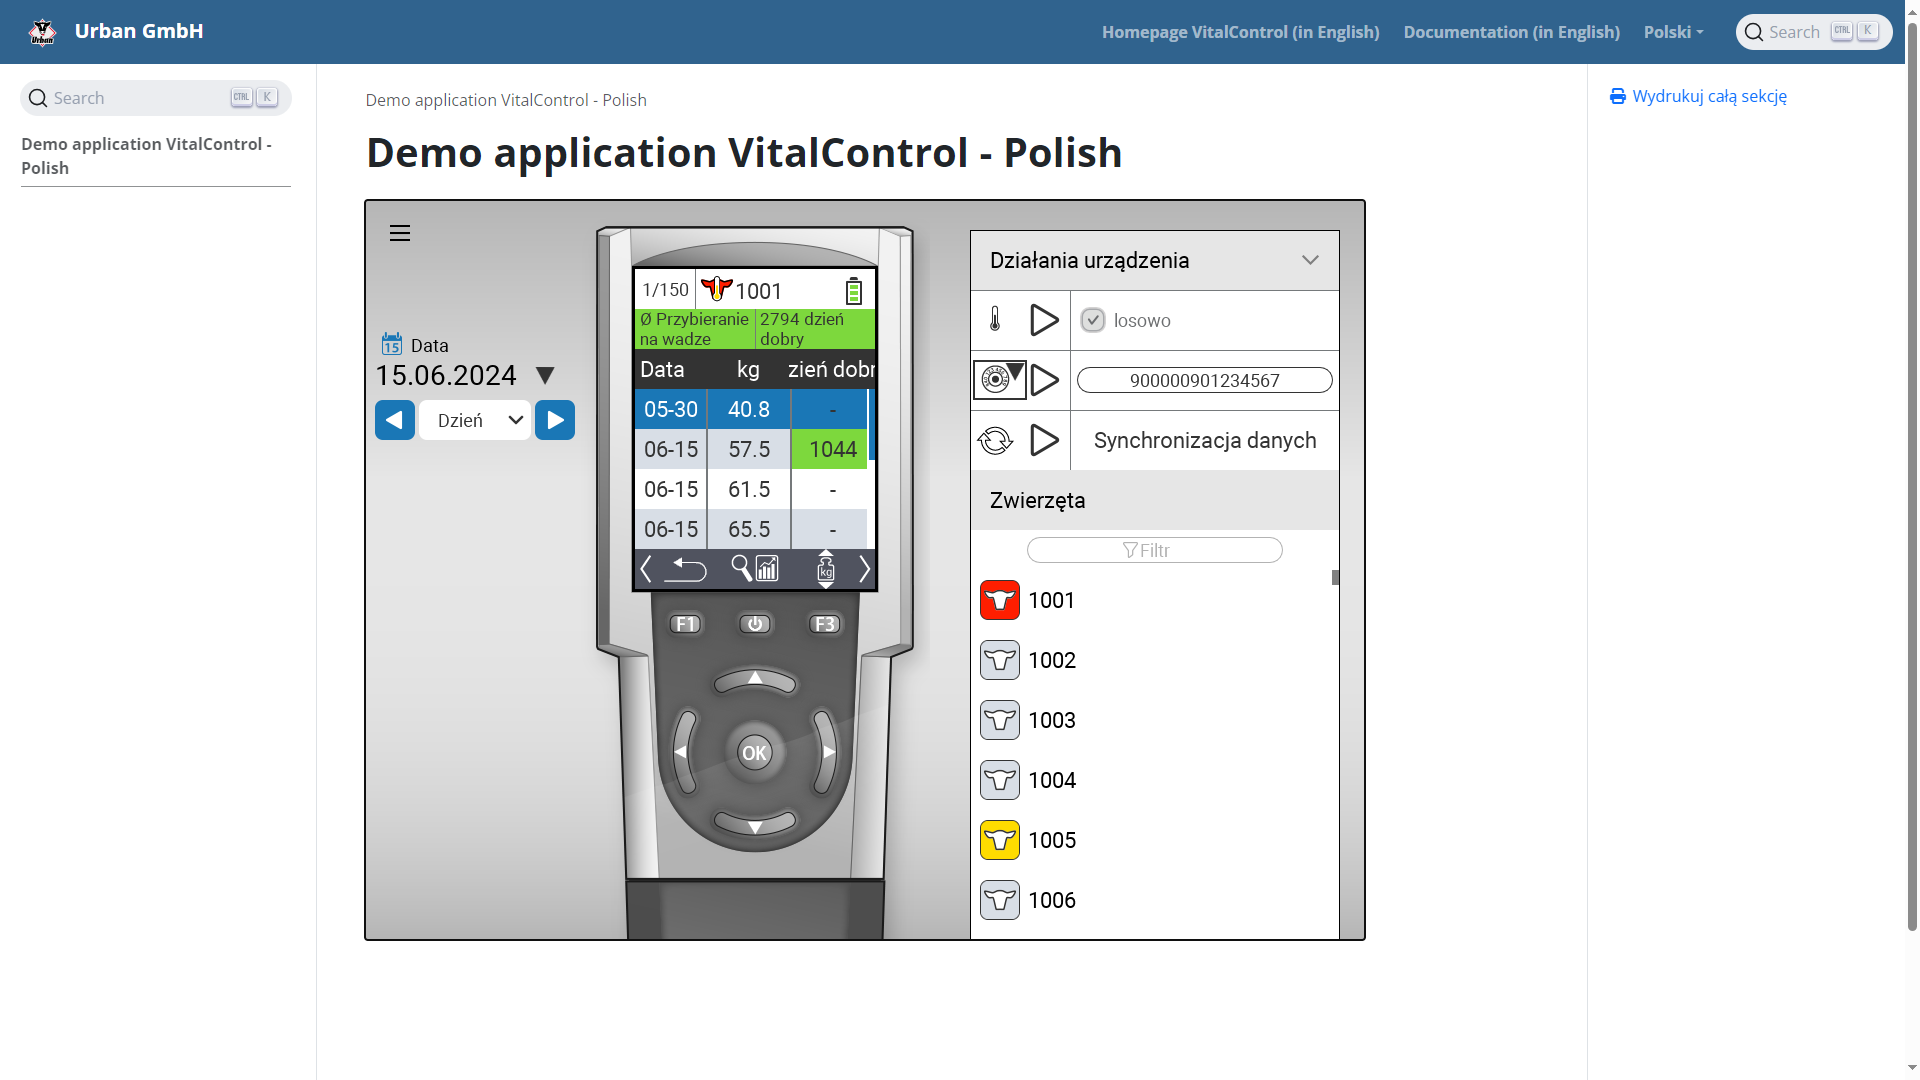 Urban GmbH
Homepage VitalControl (in English)
Documentation (in English)
Polski
Search CTRL K
Search CTRL K
Demo application VitalControl -
Polish
Demo application VitalControl - Polish
Demo application VitalControl - Polish
Wydrukuj całą sekcję
15
Data
15.06.2024
Dzień
1/150
1001
Ø Przybieranie
na wadze
2794 dzień
dobry
Data kg zień dobr
05-30 40.8 -
06-15 57.5 1044
06-15 61.5 -
06-15 65.5 -
kg
F1
F3
OK
Działania urządzenia
losowo
900000901234567
Synchronizacja danych
Zwierzęta
Filtr
1001
1002
1003
1004
1005
1006